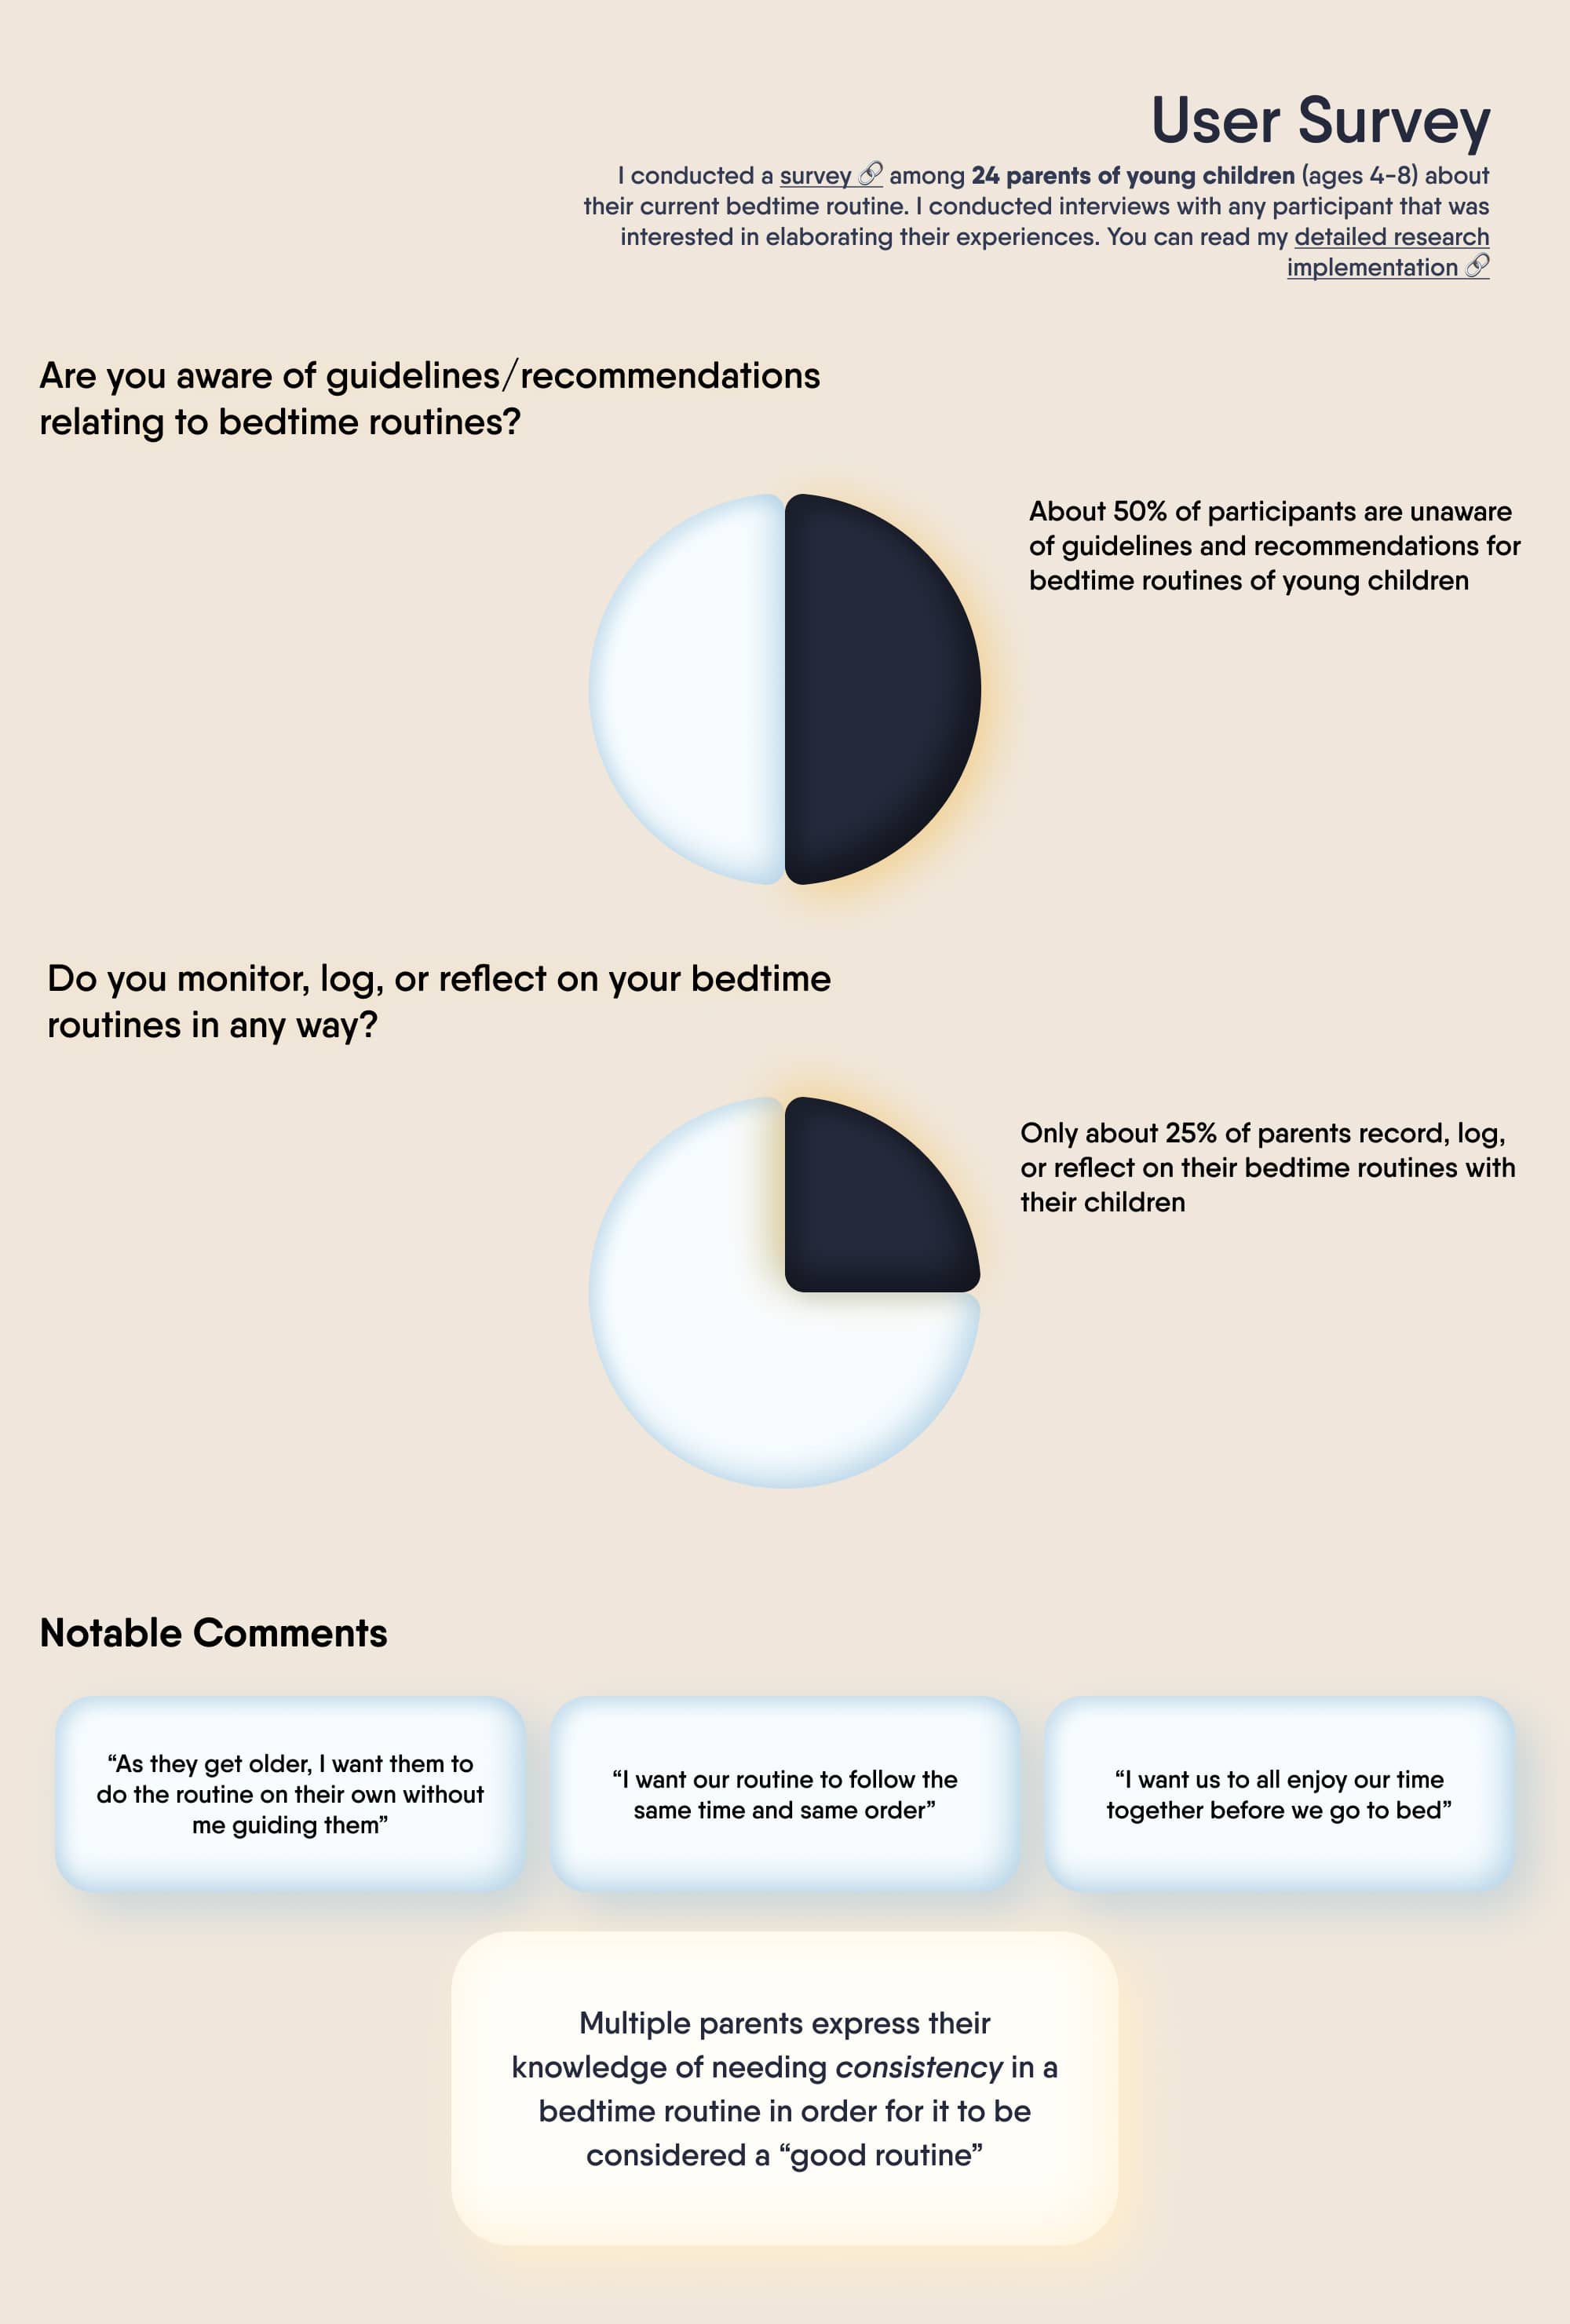 User Survey
I conducted a survey 🔗 among 24 parents of young children (ages 4-8) about
their current bedtime routine. I conducted interviews with any participant that was
interested in elaborating their experiences. You can read my detailed research
implementation 🔗
Are you aware of guidelines/recommendations
relating to bedtime routines?
About 50% of participants are unaware
of guidelines and recommendations for
bedtime routines of young children
Do you monitor, log, or reflect on your bedtime
routines in any way?
Only about 25% of parents record, log,
or reflect on their bedtime routines with
their children
Notable Comments
“As they get older, I want them to
do the routine on their own without
me guiding them”
“I want our routine to follow the
same time and same order”
“I want us to all enjoy our time
together before we go to bed”
Multiple parents express their
knowledge of needing consistency in a
bedtime routine in order for it to be
considered a “good routine”